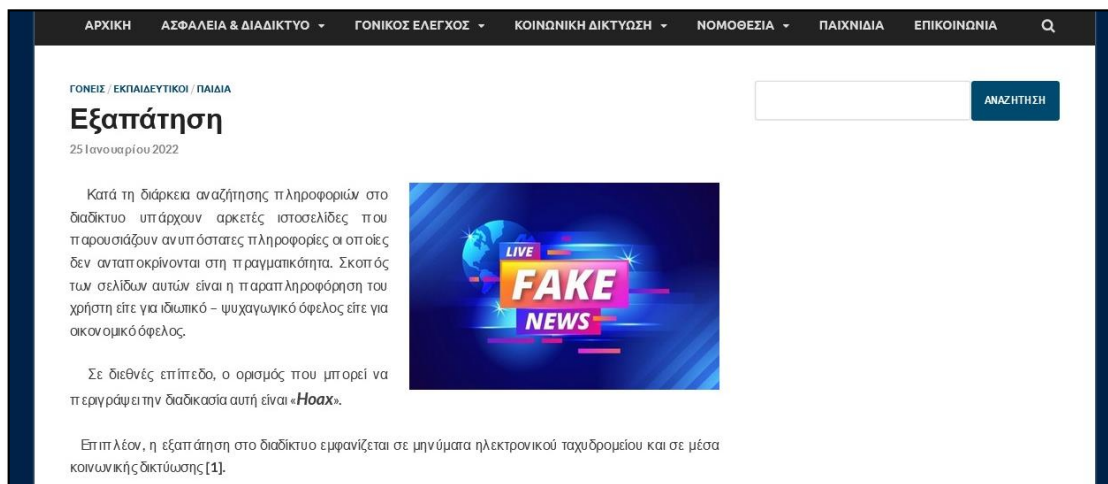 ΑΡΧΙΚΗ ΑΣΦΑΛΕΙΑ & ΔΙΑΔΙΚΤΥΟ ΓΟΝΙΚΟΣ ΕΛΕΓΧΟΣ ΚΟΙΝΩΝΙΚΗ ΔΙΚΤΥΩΣΗ ΝΟΜΟΘΕΣΙΑ ΠΑΙΧΝΙΔΙΑ ΕΠΙΚΟΙΝΩΝΙΑ
ΓΟΝΕΙΣ / ΕΚΠΑΙΔΕΥΤΙΚΟΙ / ΠΑΙΔΙΑ
Εξαπάτηση
25 Ιανουαρίου 2022
Κατά τη διάρκεια αναζήτησης πληροφοριών στο
διαδίκτυο υπάρχουν αρκετές ιστοσελίδες που
παρουσιάζουν ανυπόστατες πληροφορίες οι οποίες
δεν ανταποκρίνονται στη πραγματικότητα. Σκοπός
των σελίδων αυτών είναι η παραπληροφόρηση του
χρήστη είτε για ιδιωτικό – ψυχαγωγικό όφελος είτε για
οικονομικό όφελος.
Σε διεθνές επίπεδο, ο ορισμός που μπορεί να
περιγράψει την διαδικασία αυτή είναι «Hoax».
Επιπλέον, η εξαπάτηση στο διαδίκτυο εμφανίζεται σε μηνύματα ηλεκτρονικού ταχυδρομείου και σε μέσα
κοινωνικής δικτύωσης [1].
LIVE
FAKE
NEWS
ΑΝΑΖΗΤΗΣΗ